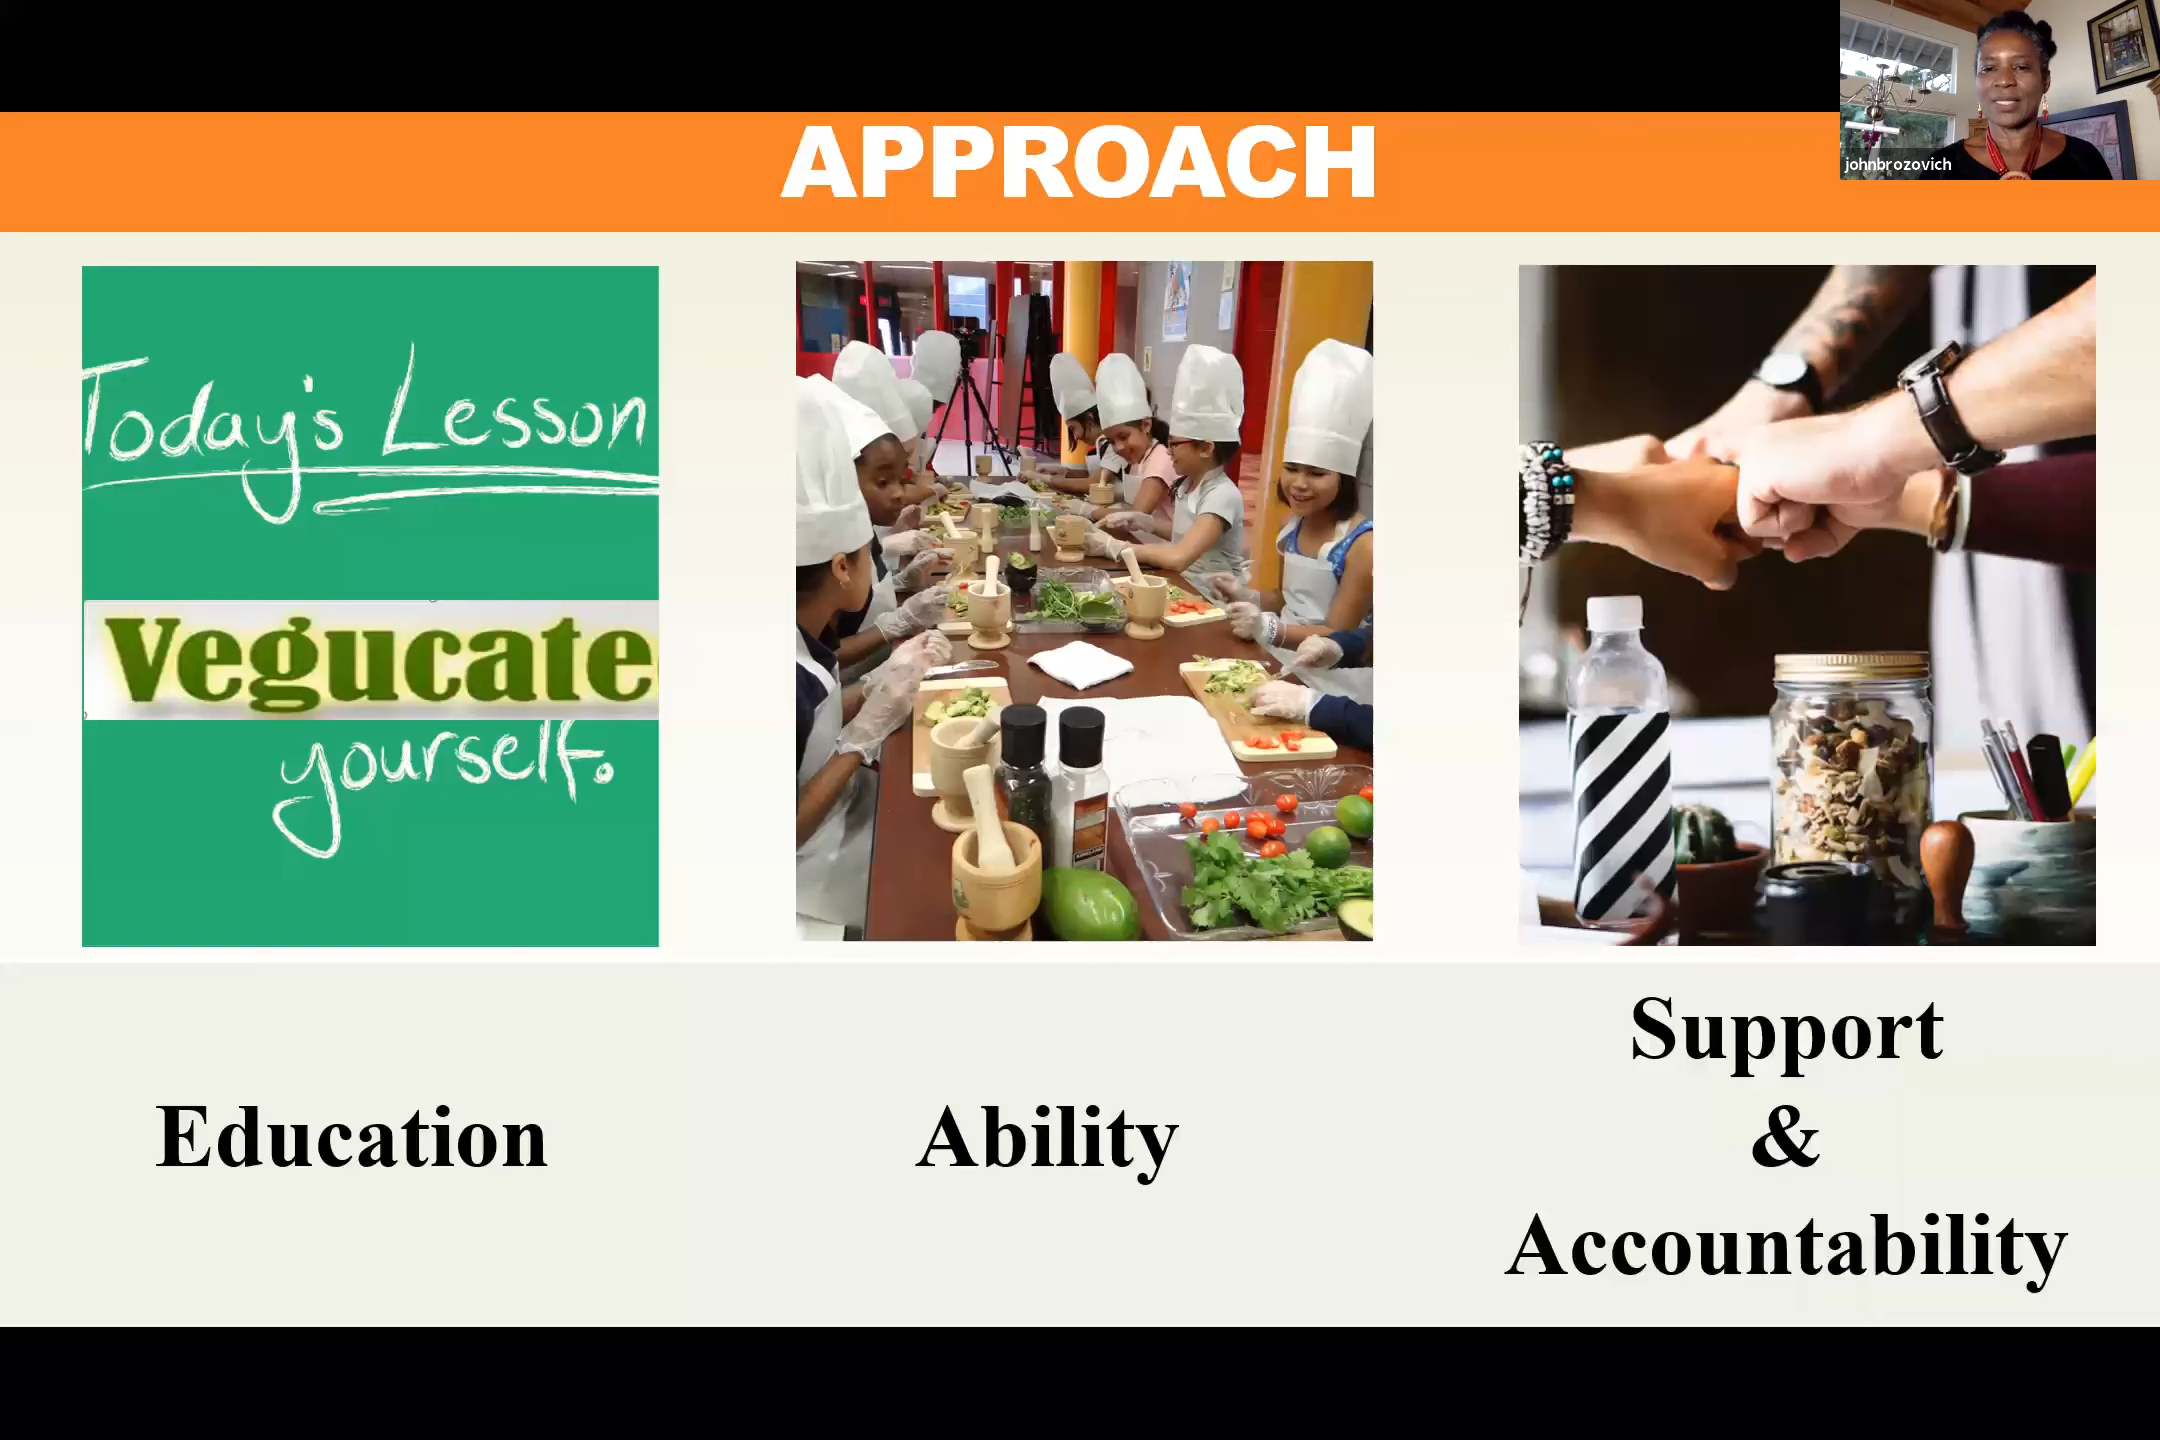 APPROACH
johnbrozovich
Today's Lesson
Vegucate
yourself.
Education
Ability
Support
&
Accountability